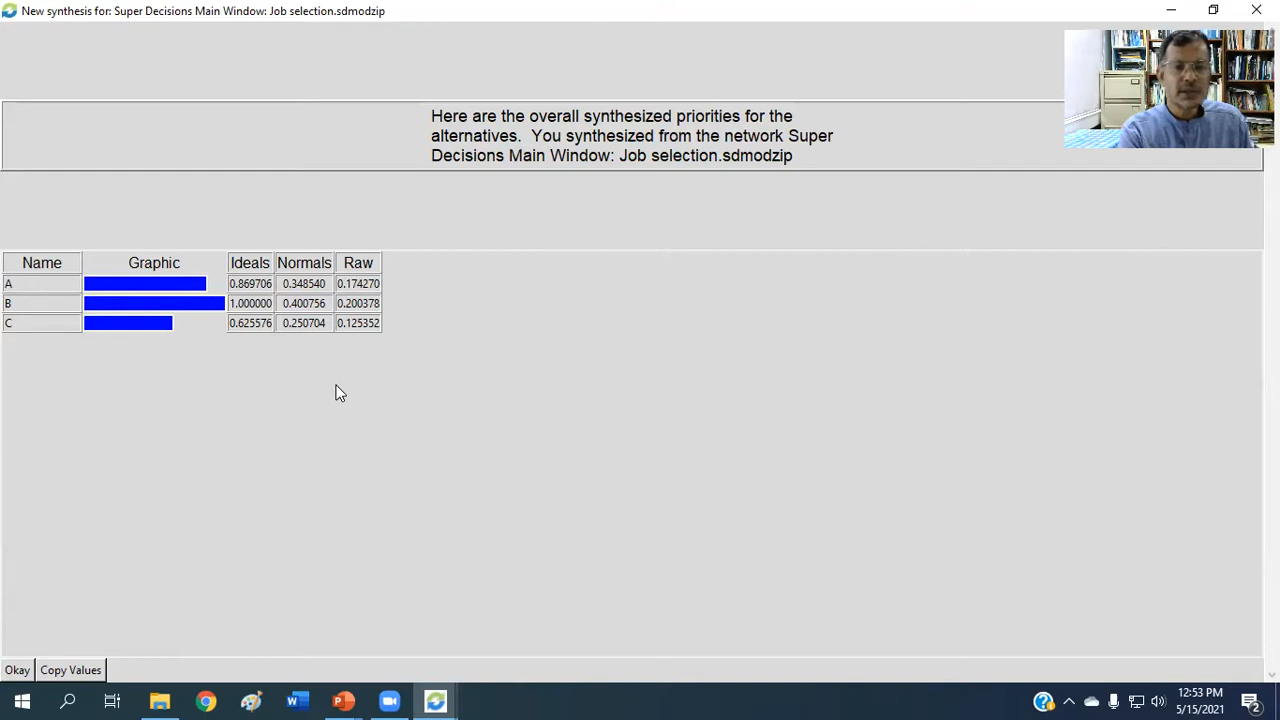 New synthesis for: Super Decisions Main Window: Job selection.sdmodzip
Here are the overall synthesized priorities for the
alternatives. You synthesized from the network Super
Decisions Main Window: Job selection.sdmodzip
Name Graphic Ideals Normals Raw
A 0.869706 0.348540 0.174270
B 1.000000 0.400756 0.200378
C 0.625576 0.250704 0.125352
Okay Copy Values
12:53 PM
5/15/2021
2